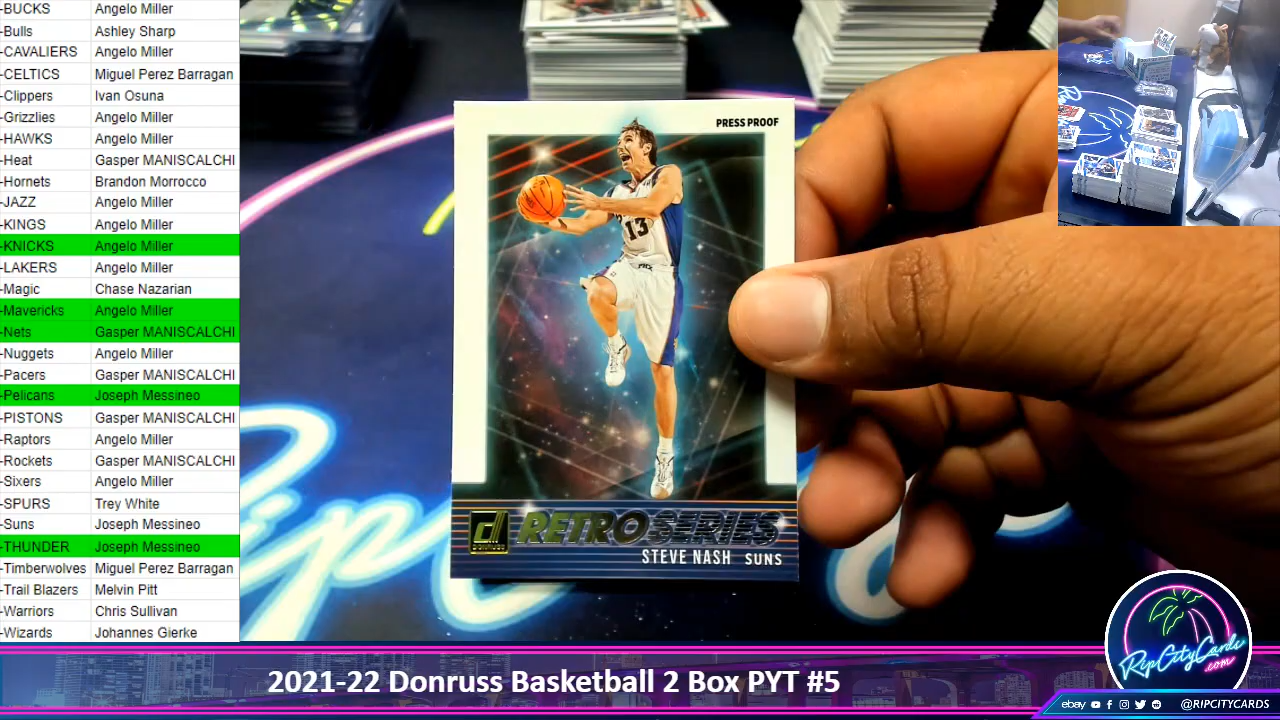 -BUCKS Angelo Miller
-Bulls Ashley Sharp
-CAVALIERS Angelo Miller
-CELTICS Miguel Perez Barragan
-Clippers Ivan Osuna
-Grizzlies Angelo Miller
-HAWKS Angelo Miller
-Heat Gasper MANISCALCHI
-Hornets Brandon Morrocco
-JAZZ Angelo Miller
-KINGS Angelo Miller
-KNICKS Angelo Miller
-LAKERS Angelo Miller
-Magic Chase Nazarian
-Mavericks Angelo Miller
-Nets Gasper MANISCALCHI
-Nuggets Angelo Miller
-Pacers Gasper MANISCALCHI
-Pelicans Joseph Messineo
-PISTONS Gasper MANISCALCHI
-Raptors Angelo Miller
-Rockets Gasper MANISCALCHI
-Sixers Angelo Miller
-SPURS Trey White
-Suns Joseph Messineo
-THUNDER Joseph Messineo
-Timberwolves Miguel Perez Barragan
-Trail Blazers Melvin Pitt
-Warriors Chris Sullivan
-Wizards Johannes Gierke
PRESS PROOF
13
DONRUSS
RETRO SERIES
STEVE NASH SUNS
RipCityCards
.com
2021-22 Donruss Basketball 2 Box PYT #5
ebay @RIPCITYCARDS